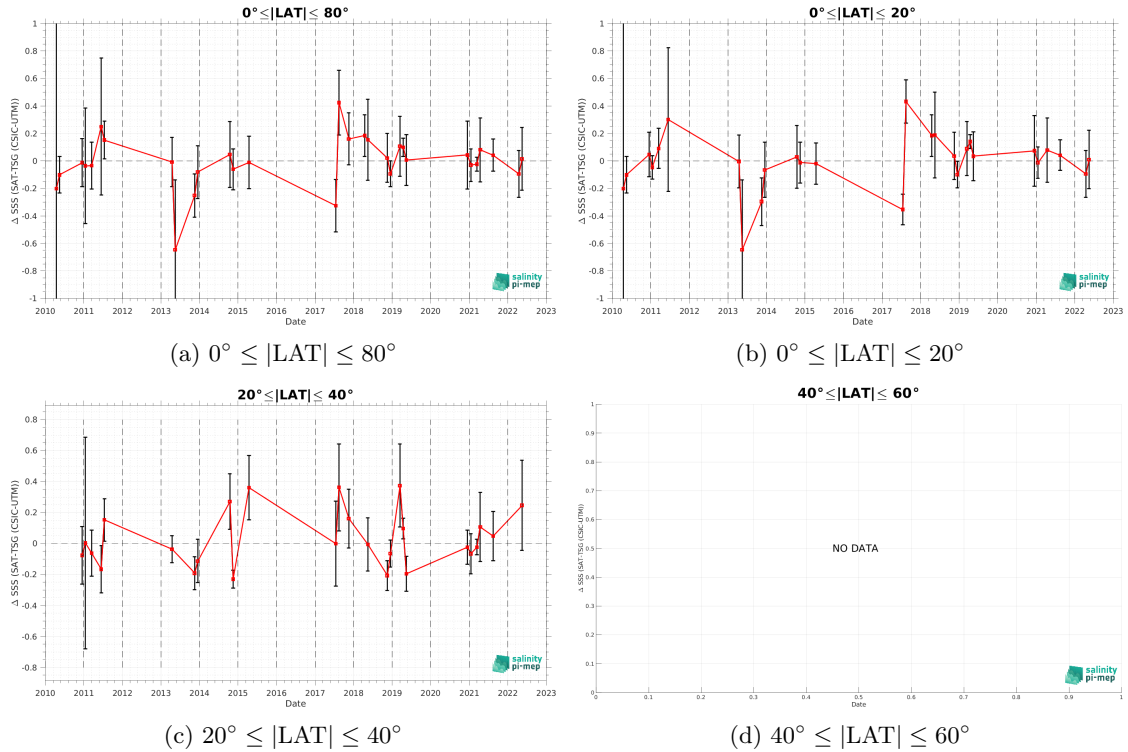 0°≤|LAT|≤ 80°
Δ SSS (SAT-TSG (CSIC-UTM))
1
0.8
0.6
0.4
0.2
0
-0.2
-0.4
-0.6
-0.8
-1
2010 2011 2012 2013 2014 2015 2016 2017 2018 2019 2020 2021 2022 2023
Date
salinity
pi-mep
(a) 0° ≤ |LAT| ≤ 80°
0°≤|LAT|≤ 20°
Δ SSS (SAT-TSG (CSIC-UTM))
1
0.8
0.6
0.4
0.2
0
-0.2
-0.4
-0.6
-0.8
-1
2010 2011 2012 2013 2014 2015 2016 2017 2018 2019 2020 2021 2022 2023
Date
salinity
pi-mep
(b) 0° ≤ |LAT| ≤ 20°
20°≤|LAT|≤ 40°
Δ SSS (SAT-TSG (CSIC-UTM))
0.8
0.6
0.4
0.2
0
-0.2
-0.4
-0.6
-0.8
2010 2011 2012 2013 2014 2015 2016 2017 2018 2019 2020 2021 2022 2023
Date
salinity
pi-mep
(c) 20° ≤ |LAT| ≤ 40°
40°≤|LAT|≤ 60°
Δ SSS (SAT-TSG (CSIC-UTM))
1
0.9
0.8
0.7
0.6
0.5
0.4
0.3
0.2
0.1
0
NO DATA
0 0.1 0.2 0.3 0.4 0.5 0.6 0.7 0.8 0.9 1
Date
salinity
pi-mep
(d) 40° ≤ |LAT| ≤ 60°